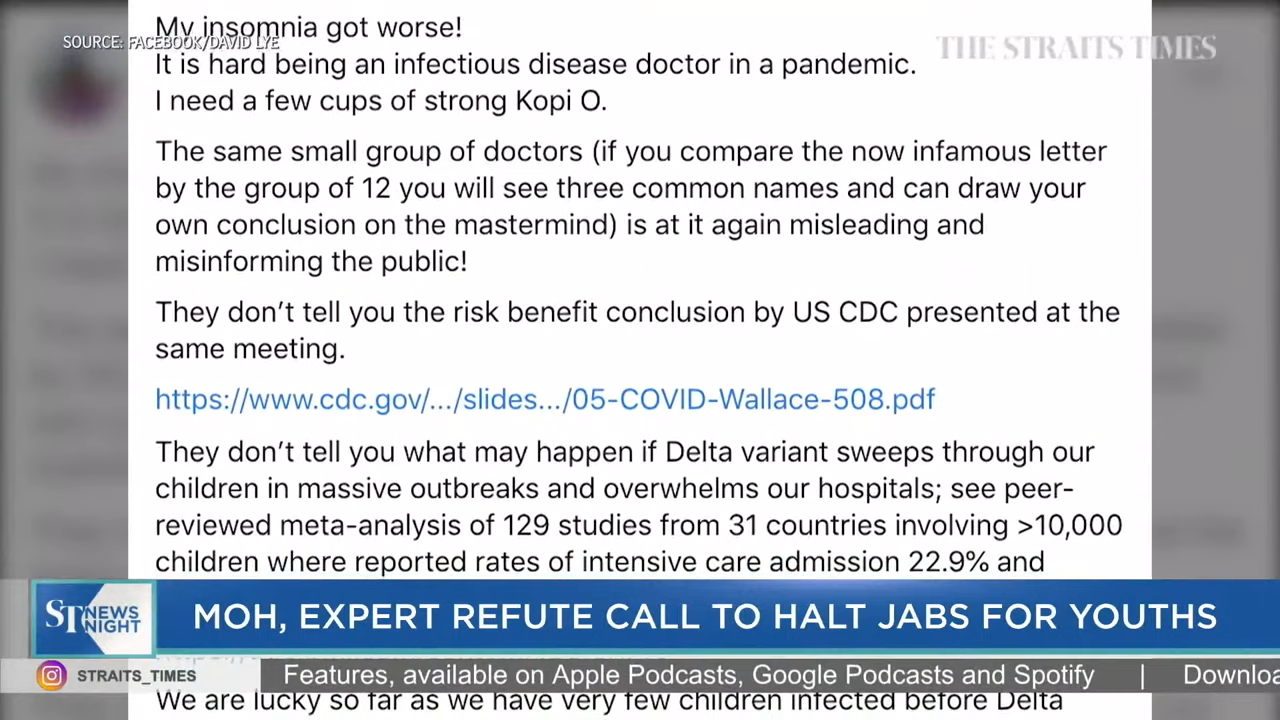 SOURCE: FACEBOOK/DAVID LYE
THE STRAITS TIMES
My insomnia got worse!
It is hard being an infectious disease doctor in a pandemic.
I need a few cups of strong Kopi O.
The same small group of doctors (if you compare the now infamous letter
by the group of 12 you will see three common names and can draw your
own conclusion on the mastermind) is at it again misleading and
misinforming the public!
They don’t tell you the risk benefit conclusion by US CDC presented at the
same meeting.
https://www.cdc.gov/.../slides.../05-COVID-Wallace-508.pdf
They don’t tell you what may happen if Delta variant sweeps through our
children in massive outbreaks and overwhelms our hospitals; see peer-
reviewed meta-analysis of 129 studies from 31 countries involving >10,000
children where reported rates of intensive care admission 22.9% and
ST NEWS
NIGHT
MOH, EXPERT REFUTE CALL TO HALT JABS FOR YOUTHS
STRAITS_TIMES
Features, available on Apple Podcasts, Google Podcasts and Spotify | Downloa
We are lucky so far as we have very few children infected before Delta